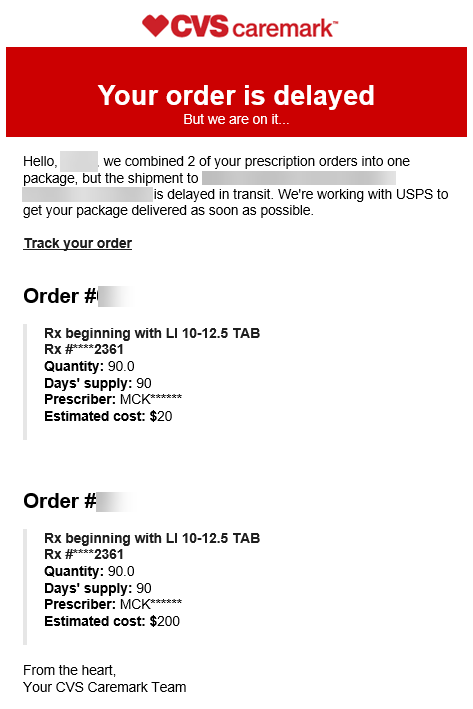 CVS caremark™
Your order is delayed
But we are on it...
Hello, we combined 2 of your prescription orders into one
package, but the shipment to
is delayed in transit. We're working with USPS to
get your package delivered as soon as possible.
Track your order
Order #
Rx beginning with LI 10-12.5 TAB
Rx #****2361
Quantity: 90.0
Days' supply: 90
Prescriber: MCK******
Estimated cost: $20
Order #
Rx beginning with LI 10-12.5 TAB
Rx #****2361
Quantity: 90.0
Days' supply: 90
Prescriber: MCK******
Estimated cost: $200
From the heart,
Your CVS Caremark Team